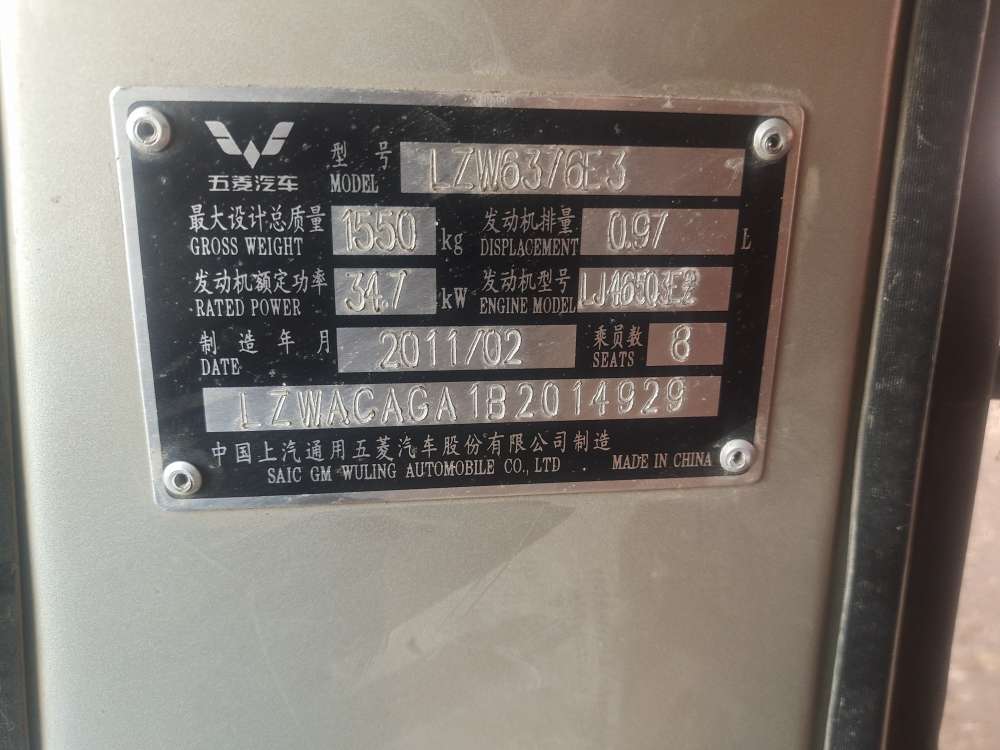 五菱汽车 型号 MODEL LZW6376E3
最大设计总质量 GROSS WEIGHT 1550 kg 发动机排量 DISPLACEMENT 0.97 L
发动机额定功率 RATED POWER 34.7 kW 发动机型号 ENGINE MODEL LJ465Q3E2
制造年月 DATE 2011/02 乘员数 SEATS 8
LZWACAGA1B2014929
中国上汽通用五菱汽车股份有限公司制造
SAIC GM WULING AUTOMOBILE CO., LTD MADE IN CHINA